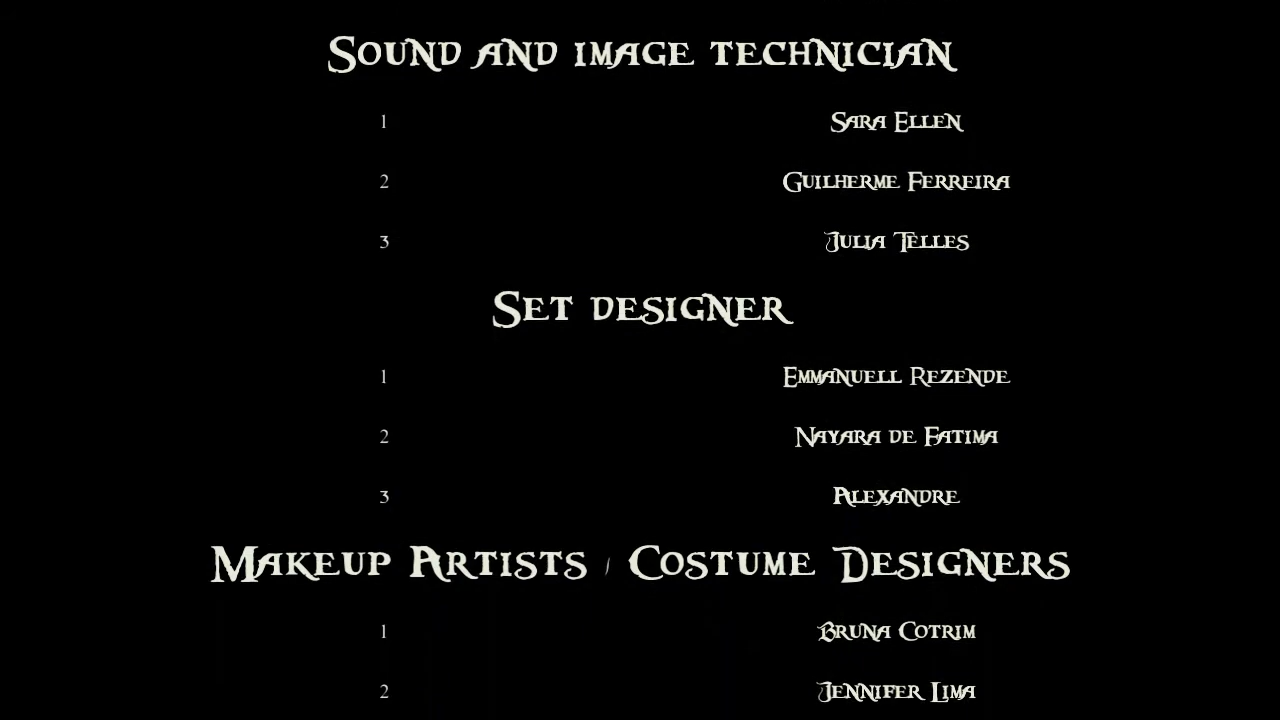 Sound and image technician
1 Sara Ellen
2 Guilherme Ferreira
3 Julia Telles
Set designer
1 Emmanuell Rezende
2 Nayara de Fatima
3 Alexandre
Makeup Artists / Costume Designers
1 Bruna Cotrim
2 Jennifer Lima